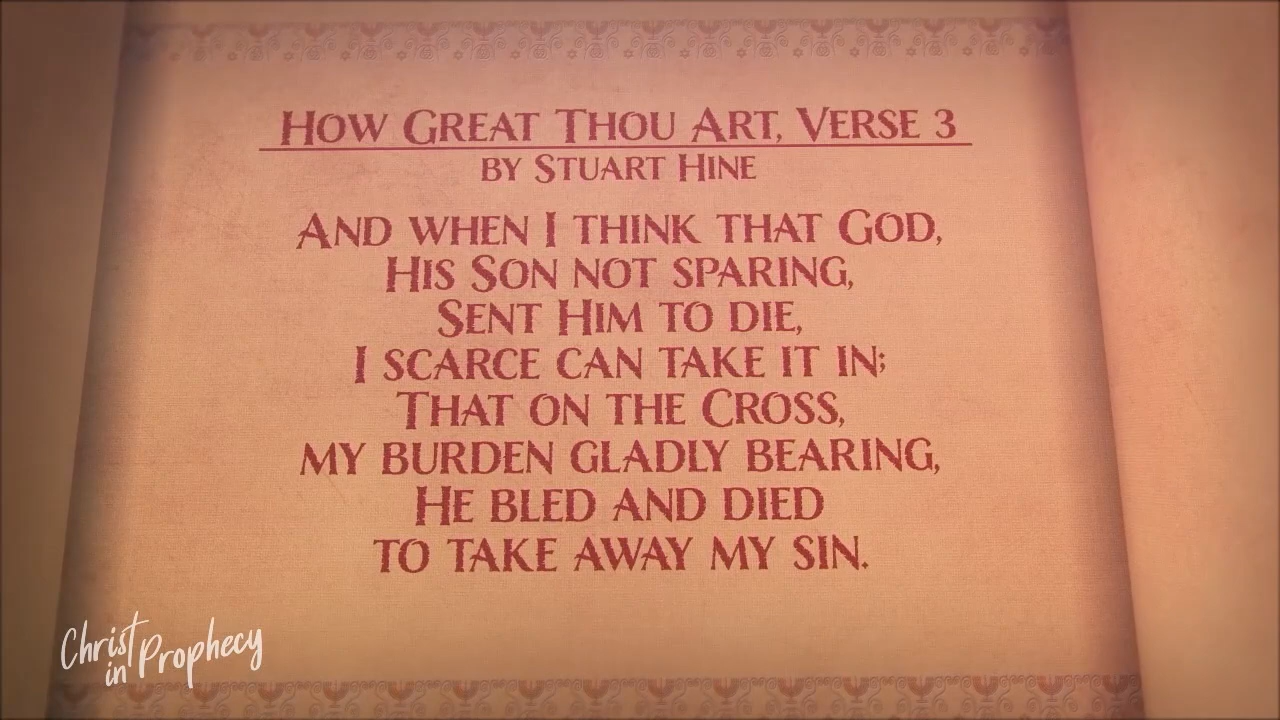 How Great Thou Art, Verse 3
by Stuart Hine
And when I think that God,
His Son not sparing,
Sent Him to die,
I scarce can take it in;
That on the Cross,
my burden gladly bearing,
He bled and died
to take away my sin.
Christ
in Prophecy